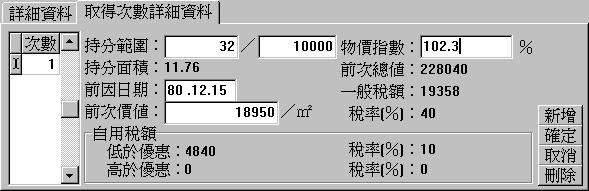 詳細資料 取得次數詳細資料
次數
1
持分範圍： 32 ／ 10000 物價指數： 102.3 %
持分面積：11.76 前次總值：228040
前因日期： 80 .12.15 一般稅額：19358
前次價值： 18950 ／㎡ 稅率(%)：40
自用稅額
低於優惠：4840 稅率(%)：10
高於優惠：0 稅率(%)：0
新增
確定
取消
刪除